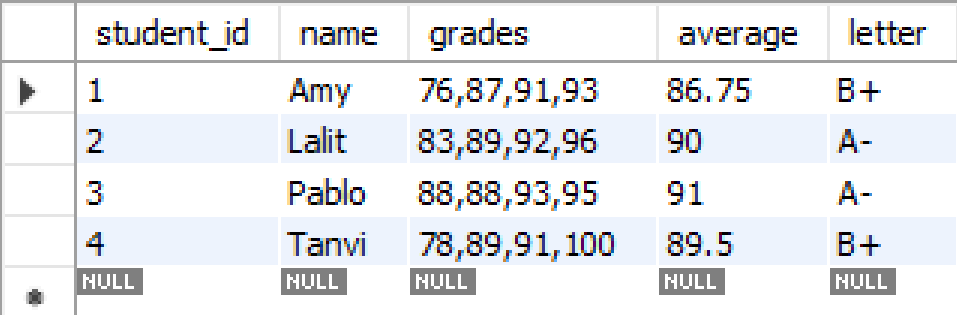 student_id name grades average letter
1 Amy 76,87,91,93 86.75 B+
2 Lalit 83,89,92,96 90 A-
3 Pablo 88,88,93,95 91 A-
4 Tanvi 78,89,91,100 89.5 B+
NULL NULL NULL NULL NULL